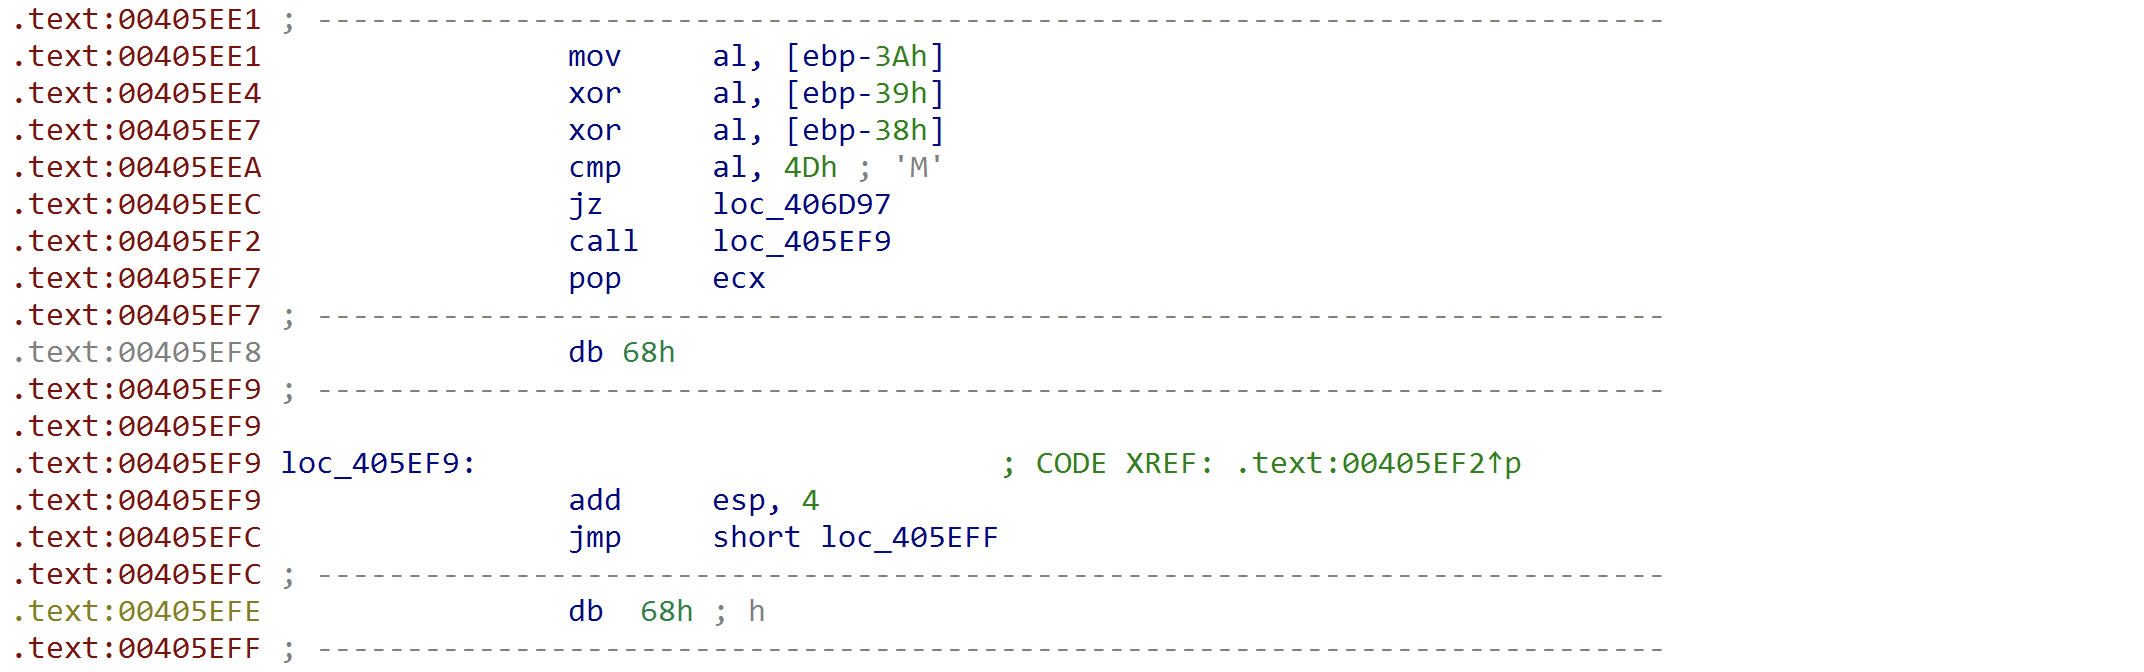 .text:00405EE1 ; ---------------------------------------------------------------------------
.text:00405EE1                 mov     al, [ebp-3Ah]
.text:00405EE4                 xor     al, [ebp-39h]
.text:00405EE7                 xor     al, [ebp-38h]
.text:00405EEA                 cmp     al, 4Dh ; 'M'
.text:00405EEC                 jz      loc_406D97
.text:00405EF2                 call    loc_405EF9
.text:00405EF7                 pop     ecx
.text:00405EF7 ; ---------------------------------------------------------------------------
.text:00405EF8                 db 68h
.text:00405EF9 ; ---------------------------------------------------------------------------
.text:00405EF9
.text:00405EF9 loc_405EF9:                             ; CODE XREF: .text:00405EF2↑p
.text:00405EF9                 add     esp, 4
.text:00405EFC                 jmp     short loc_405EFF
.text:00405EFC ; ---------------------------------------------------------------------------
.text:00405EFE                 db  68h ; h
.text:00405EFF ; ---------------------------------------------------------------------------